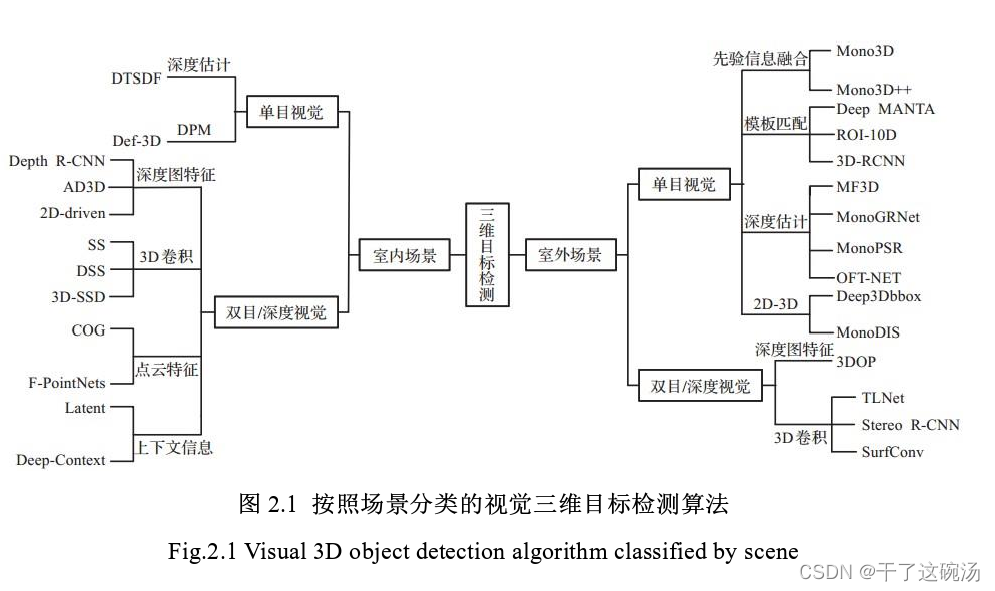 深度估计
DTSDF
单目视觉
DPM
Def-3D
Depth R-CNN
深度图特征
AD3D
2D-driven
SS
3D卷积
DSS
3D-SSD
双目/深度视觉
COG
点云特征
F-PointNets
Latent
上下文信息
Deep-Context
室内场景
三维目标检测
室外场景
先验信息融合
Mono3D
Mono3D++
Deep MANTA
模板匹配
ROI-10D
3D-RCNN
单目视觉
MF3D
深度估计
MonoGRNet
MonoPSR
OFT-NET
2D-3D
Deep3Dbbox
MonoDIS
深度图特征
3DOP
双目/深度视觉
TLNet
Stereo R-CNN
3D卷积
SurfConv
图 2.1 按照场景分类的视觉三维目标检测算法
Fig.2.1 Visual 3D object detection algorithm classified by scene
CSDN @干了这碗汤